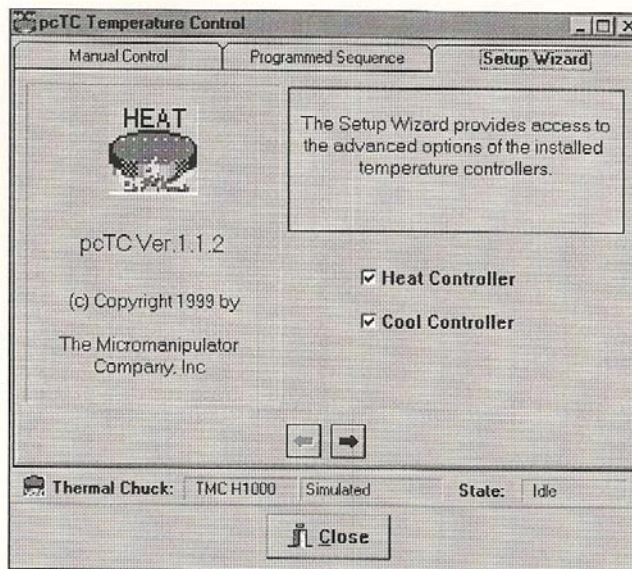 pcTC Temperature Control
Manual Control
Programmed Sequence
Setup Wizard
HEAT
pcTC Ver.1.1.2
(c) Copyright 1999 by
The Micromanipulator
Company, Inc
The Setup Wizard provides access to
the advanced options of the installed
temperature controllers.
Heat Controller
Cool Controller
Thermal Chuck:
TMC H1000
Simulated
State:
Idle
Close